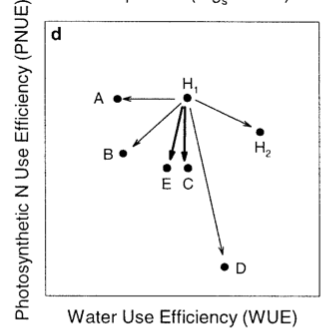 d
A
H1
B
H2
E C
D
Photosynthetic N Use Efficiency (PNUE)
Water Use Efficiency (WUE)